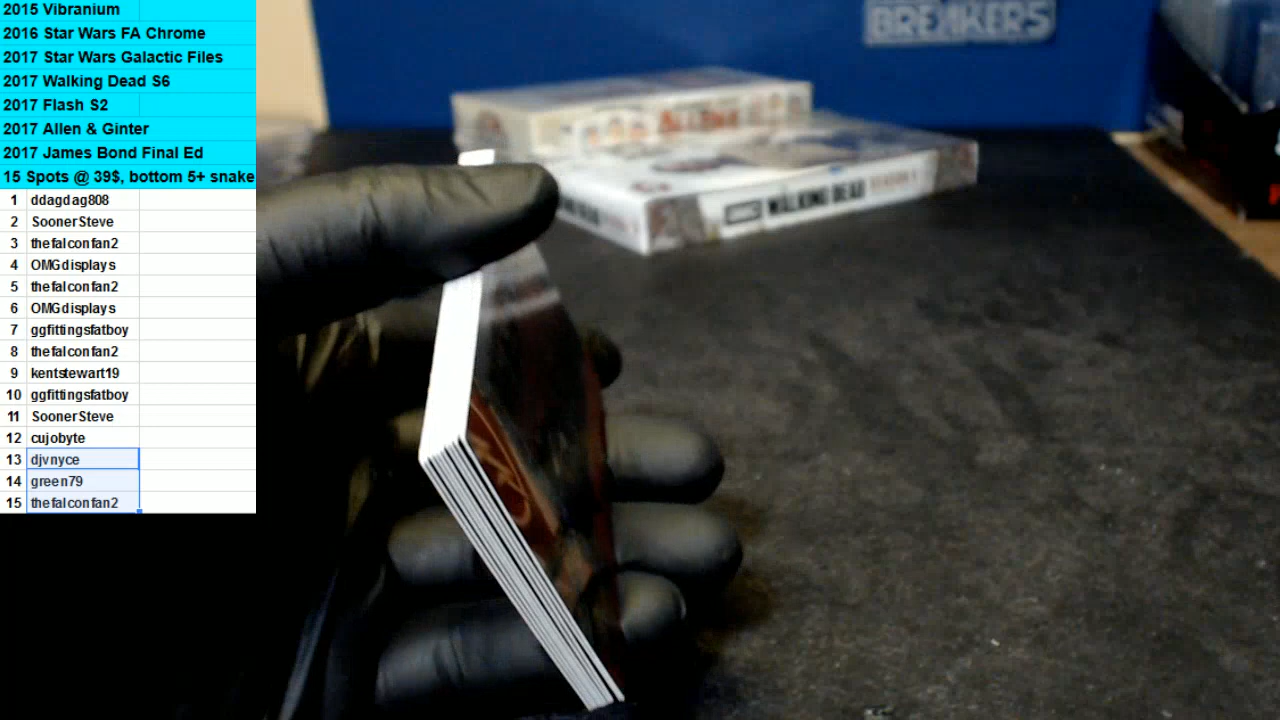 2015 Vibranium
2016 Star Wars FA Chrome
2017 Star Wars Galactic Files
2017 Walking Dead S6
2017 Flash S2
2017 Allen & Ginter
2017 James Bond Final Ed
15 Spots @ 39$, bottom 5+ snake
1 ddagdag808
2 SoonerSteve
3 thefalconfan2
4 OMGdisplays
5 thefalconfan2
6 OMGdisplays
7 ggfittingsfatboy
8 thefalconfan2
9 kentstewart19
10 ggfittingsfatboy
11 SoonerSteve
12 cujobyte
13 djvnyce
14 green79
15 thefalconfan2
BREAKERS
WALKING DEAD